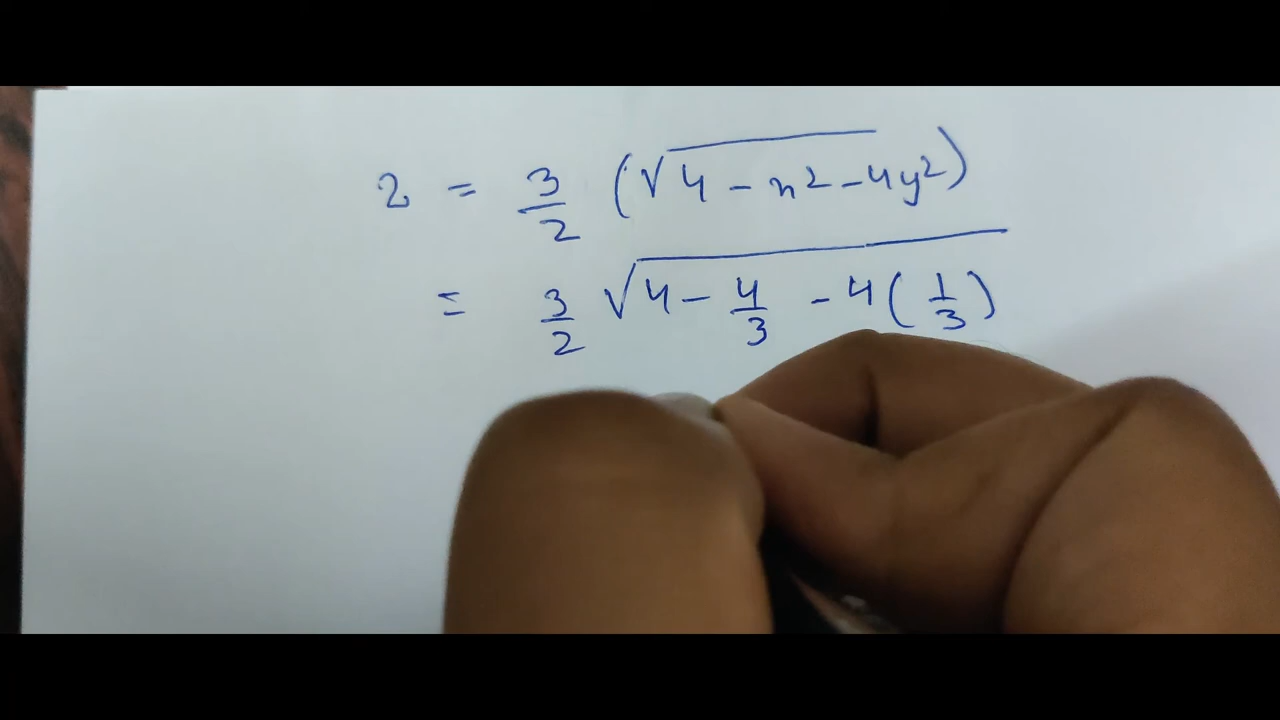 z = 3/2 (√4 - x² - 4y²)
= 3/2 √4 - 4/3 - 4(1/3)